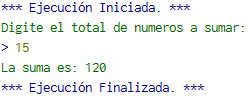 *** Ejecución Iniciada. ***
Digite el total de numeros a sumar:
> 15
La suma es: 120
*** Ejecución Finalizada. ***